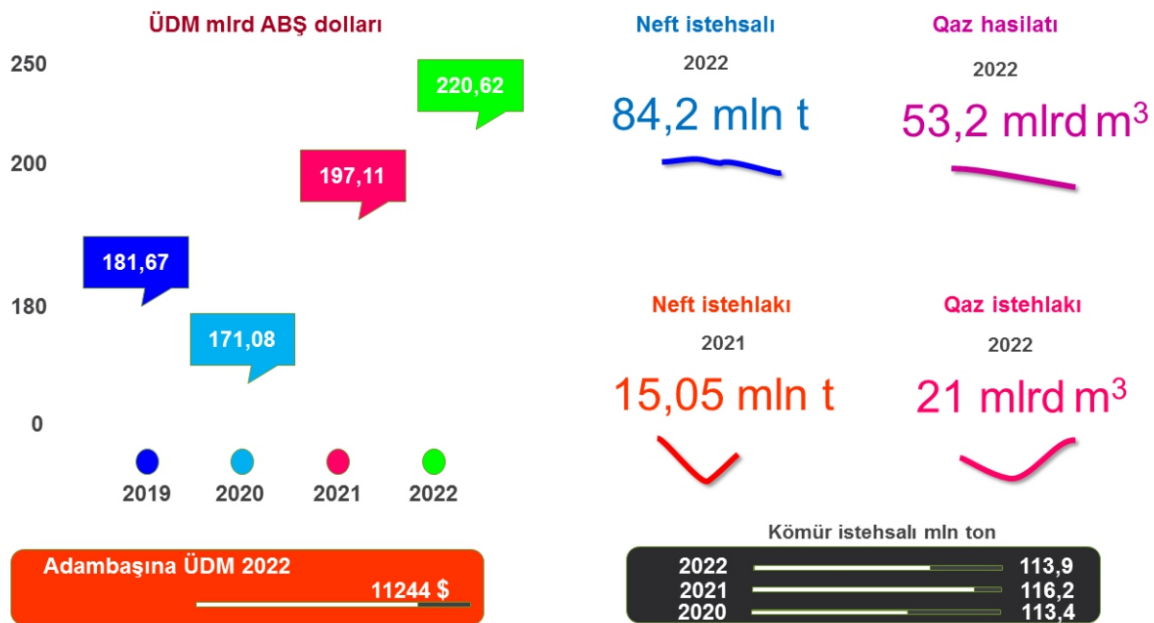 ÜDM mlrd ABŞ dolları
250
200
180
0
181,67
171,08
197,11
220,62
2019
2020
2021
2022
Adambaşına ÜDM 2022
11244 $
Neft istehsalı
2022
84,2 mln t
Qaz hasilatı
2022
53,2 mlrd m³
Neft istehlakı
2021
15,05 mln t
Qaz istehlakı
2022
21 mlrd m³
Kömür istehsalı mln ton
2022 113,9
2021 116,2
2020 113,4